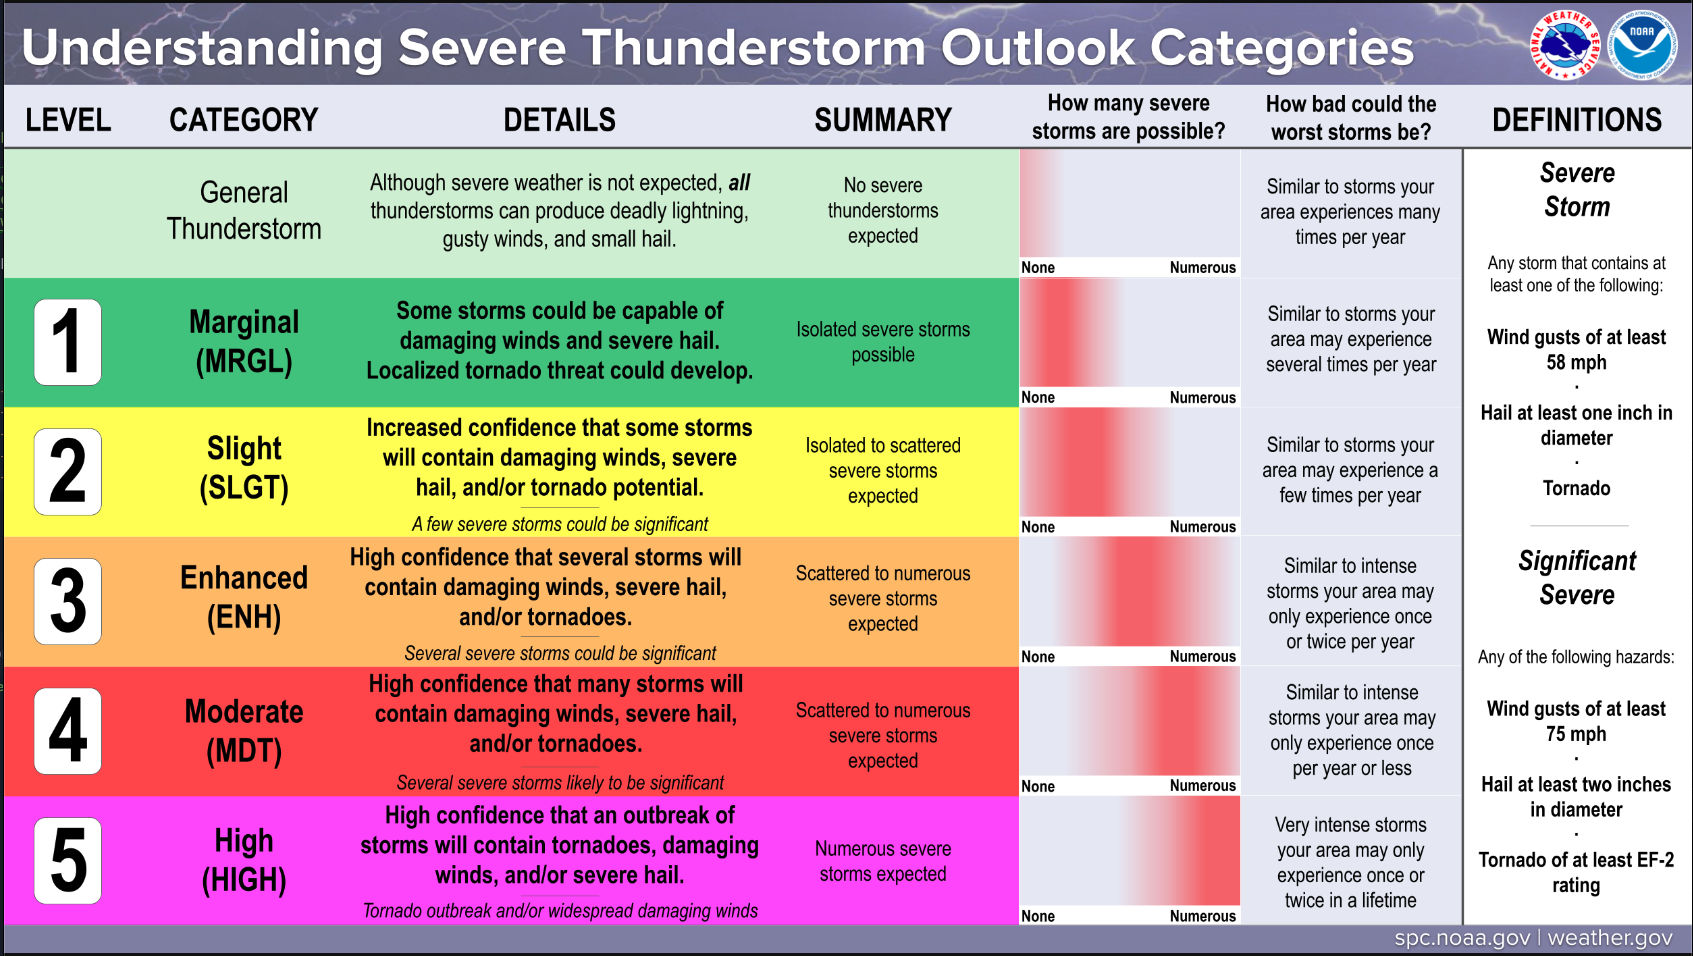 Understanding Severe Thunderstorm Outlook Categories
NATIONAL WEATHER SERVICE
NOAA
LEVEL
CATEGORY
DETAILS
SUMMARY
How many severe
storms are possible?
How bad could the
worst storms be?
DEFINITIONS
General
Thunderstorm
Although severe weather is not expected, all
thunderstorms can produce deadly lightning,
gusty winds, and small hail.
No severe
thunderstorms
expected
None
Numerous
Similar to storms your
area experiences many
times per year
1
Marginal
(MRGL)
Some storms could be capable of
damaging winds and severe hail.
Localized tornado threat could develop.
Isolated severe storms
possible
None
Numerous
Similar to storms your
area may experience
several times per year
2
Slight
(SLGT)
Increased confidence that some storms
will contain damaging winds, severe
hail, and/or tornado potential.
A few severe storms could be significant
Isolated to scattered
severe storms
expected
None
Numerous
Similar to storms your
area may experience a
few times per year
3
Enhanced
(ENH)
High confidence that several storms will
contain damaging winds, severe hail,
and/or tornadoes.
Several severe storms could be significant
Scattered to numerous
severe storms
expected
None
Numerous
Similar to intense
storms your area may
only experience once
or twice per year
4
Moderate
(MDT)
High confidence that many storms will
contain damaging winds, severe hail,
and/or tornadoes.
Several severe storms likely to be significant
Scattered to numerous
severe storms
expected
None
Numerous
Similar to intense
storms your area may
only experience once
per year or less
5
High
(HIGH)
High confidence that an outbreak of
storms will contain tornadoes, damaging
winds, and/or severe hail.
Tornado outbreak and/or widespread damaging winds
Numerous severe
storms expected
None
Numerous
Very intense storms
your area may only
experience once or
twice in a lifetime
Severe
Storm
Any storm that contains at
least one of the following:
Wind gusts of at least
58 mph
·
Hail at least one inch in
diameter
·
Tornado
Significant
Severe
Any of the following hazards:
Wind gusts of at least
75 mph
·
Hail at least two inches
in diameter
·
Tornado of at least EF-2
rating
spc.noaa.gov | weather.gov